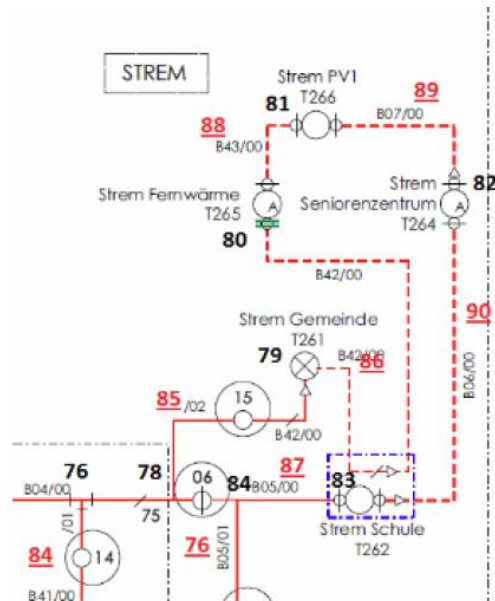 STREM
Strem PV1
T266
81
89
88
B07/00
B43/00
Strem Fernwärme
T265
A
80
Strem
Seniorenzentrum
T264
A
82
B42/00
90
B06/00
Strem Gemeinde
T261
79
B42/00
86
85
/02
15
B42/00
87
76
78
06
84
B05/00
83
B04/00
75
Strem Schule
T262
/01
84
14
76
B05/01
B41/00